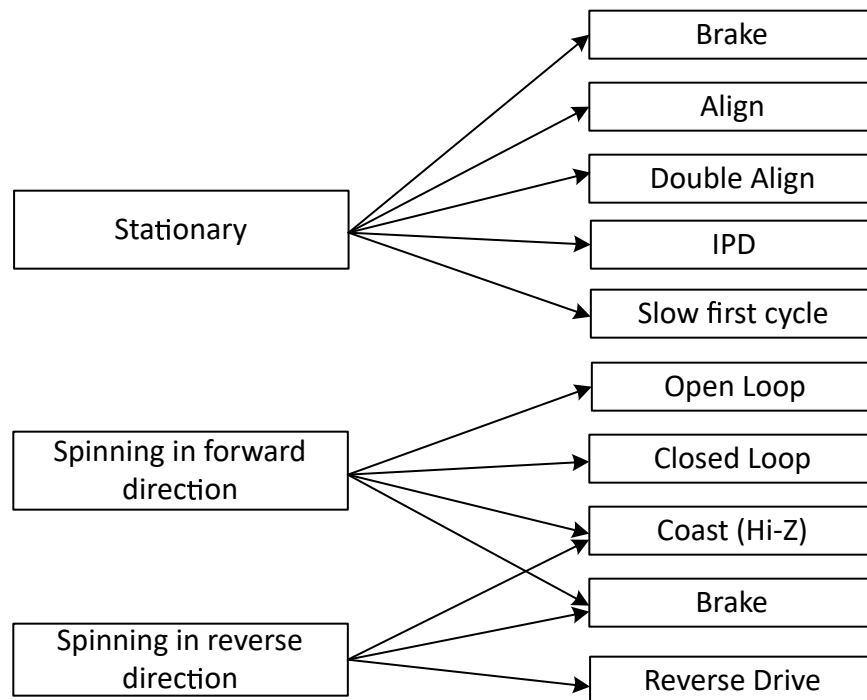 Brake
Align
Double Align
Stationary
IPD
Slow first cycle
Open Loop
Spinning in forward
direction
Closed Loop
Coast (Hi-Z)
Brake
Spinning in reverse
direction
Reverse Drive